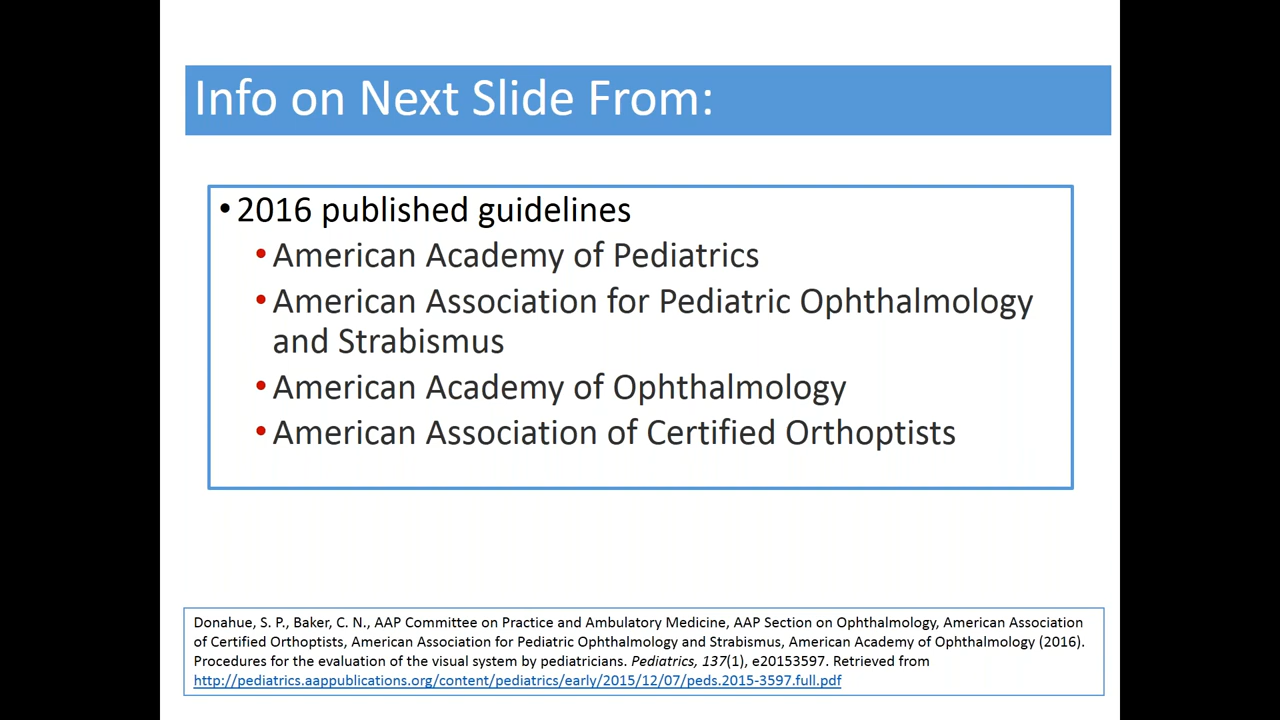 Info on Next Slide From:
• 2016 published guidelines
• American Academy of Pediatrics
• American Association for Pediatric Ophthalmology
and Strabismus
• American Academy of Ophthalmology
• American Association of Certified Orthoptists
Donahue, S. P., Baker, C. N., AAP Committee on Practice and Ambulatory Medicine, AAP Section on Ophthalmology, American Association
of Certified Orthoptists, American Association for Pediatric Ophthalmology and Strabismus, American Academy of Ophthalmology (2016).
Procedures for the evaluation of the visual system by pediatricians. Pediatrics, 137(1), e20153597. Retrieved from
http://pediatrics.aappublications.org/content/pediatrics/early/2015/12/07/peds.2015-3597.full.pdf